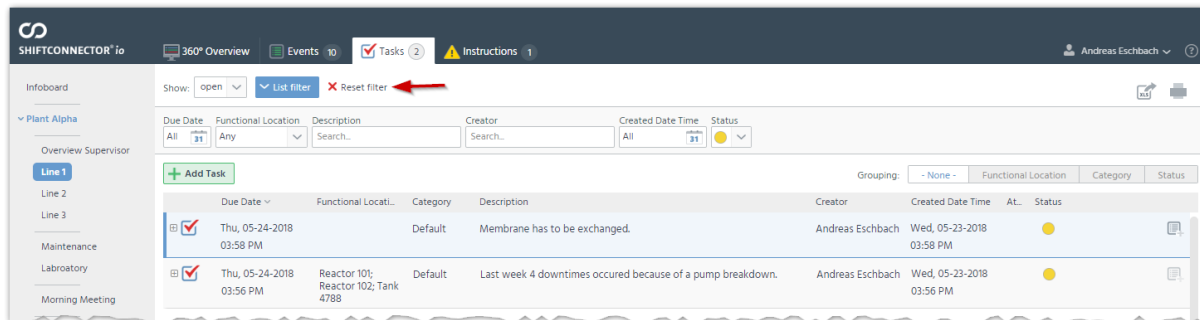 SHIFTCONNECTOR® io
360° Overview Events 10 Tasks 2 Instructions 1 Andreas Eschbach ?
Infoboard
Plant Alpha
Overview Supervisor
Line 1
Line 2
Line 3
Maintenance
Labroatory
Morning Meeting
Show: open List filter Reset filter XLS
Due Date Functional Location Description Creator Created Date Time Status
All 31 Any Search.. Search.. All 31
Add Task Grouping: - None - Functional Location Category Status
Due Date Functional Locati.. Category Description Creator Created Date Time At.. Status
Thu, 05-24-2018 Default Membrane has to be exchanged. Andreas Eschbach Wed, 05-23-2018
03:58 PM 03:58 PM
Thu, 05-24-2018 Reactor 101; Default Last week 4 downtimes occured because of a pump breakdown. Andreas Eschbach Wed, 05-23-2018
03:56 PM Reactor 102; Tank 03:56 PM
4788